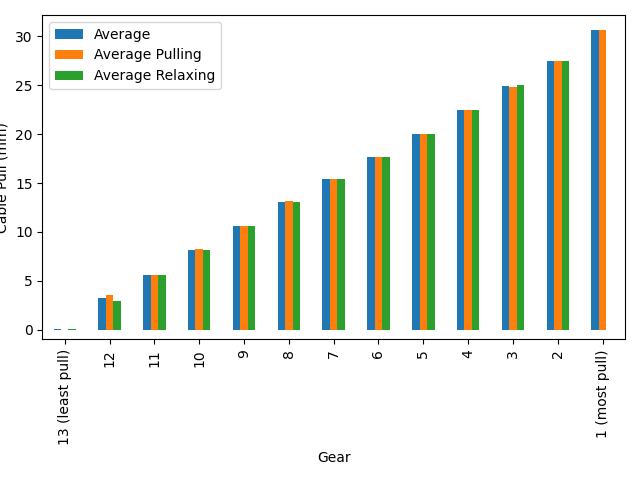 Average
Average Pulling
Average Relaxing
30
25
20
15
10
5
0
Cable Pull (mm)
13 (least pull)
12
11
10
9
8
7
6
5
4
3
2
1 (most pull)
Gear